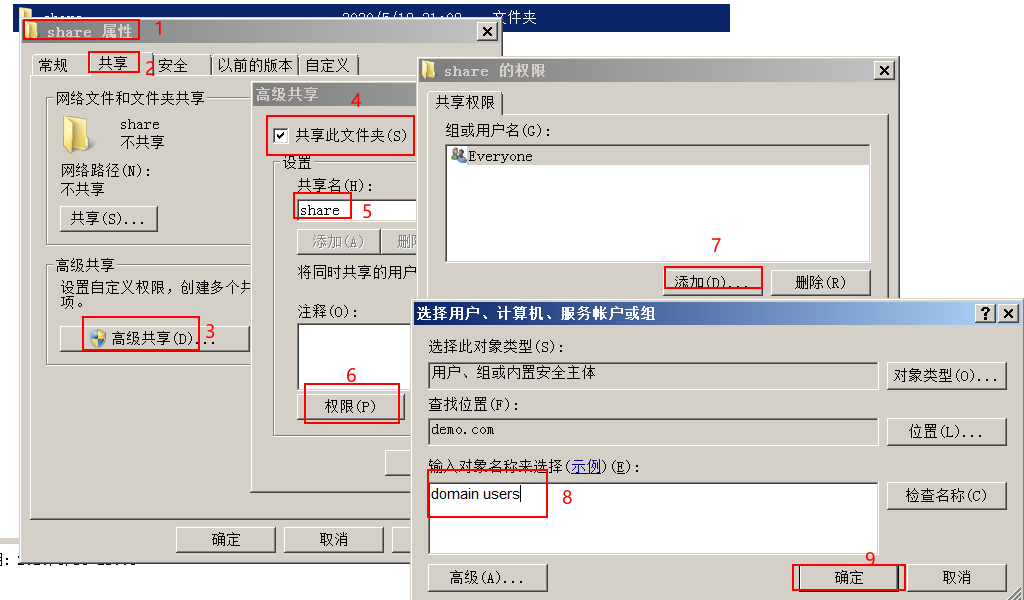 share
2020/5/18 21:08 文件夹
share 属性
1
常规
共享
2
安全
以前的版本
自定义
网络文件和文件夹共享
share
不共享
网络路径(N):
不共享
共享(S)...
高级共享
设置自定义权限，创建多个共
项。
高级共享(D)...
3
确定
取消
高级共享
4
共享此文件夹(S)
设置
共享名(H):
share
5
添加(A)
将同时共享的用户
注释(O):
6
权限(P)
share 的权限
共享权限
组或用户名(G):
Everyone
7
添加(D)...
删除(R)
选择用户、计算机、服务帐户或组
选择此对象类型(S):
用户、组或内置安全主体
对象类型(O)...
查找位置(F):
demo.com
位置(L)...
输入对象名称来选择(示例)(E):
domain users
8
检查名称(C)
高级(A)...
9
确定
取消